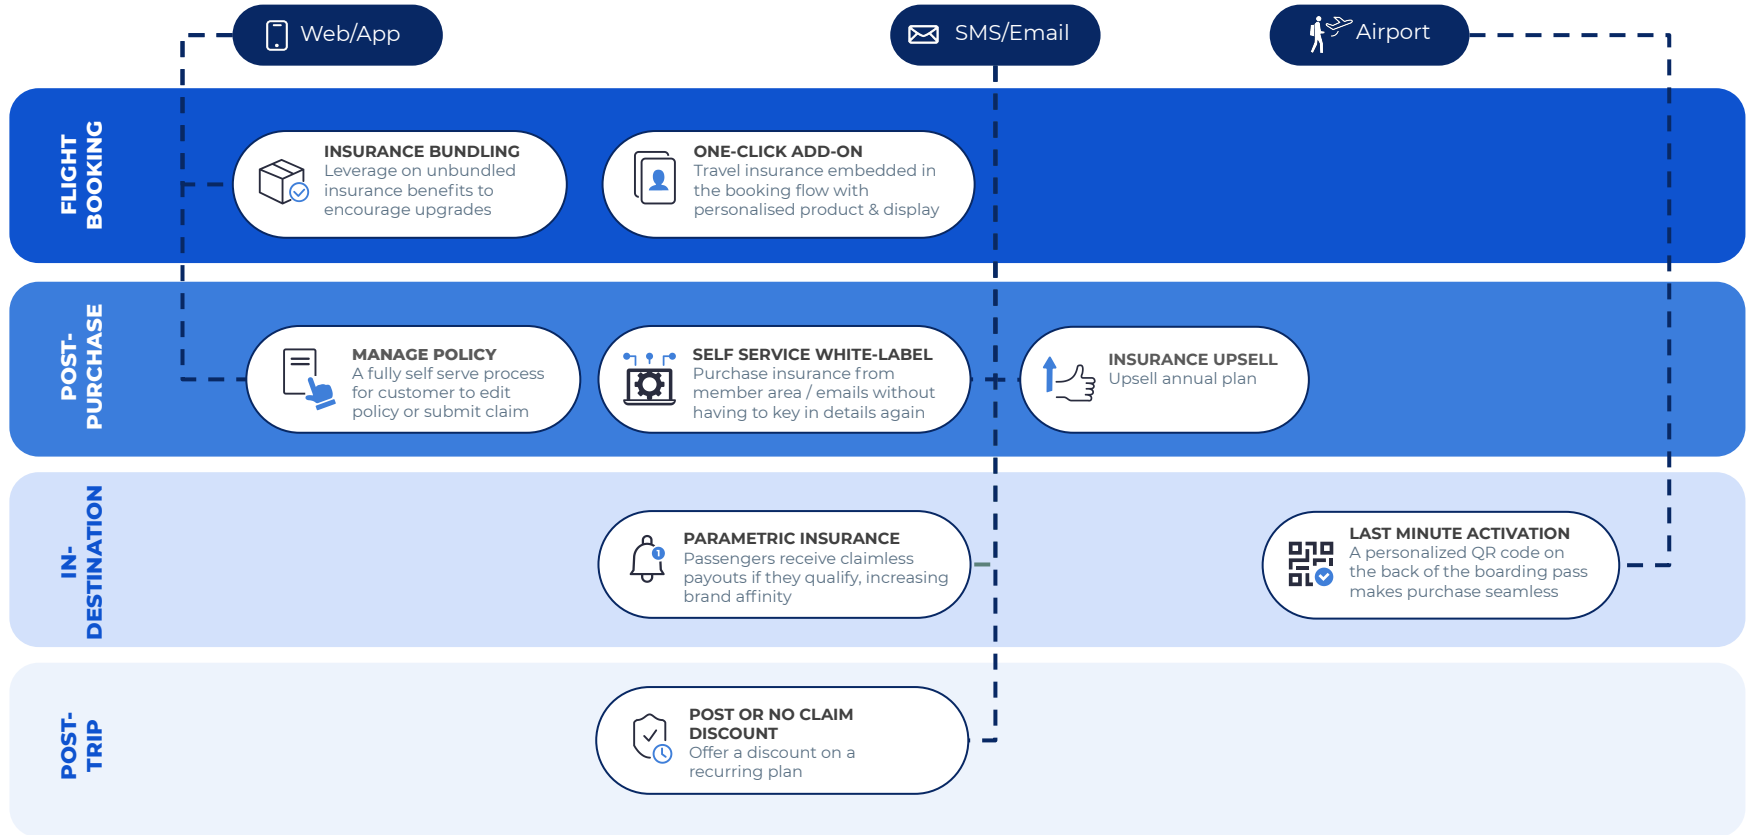 Web/App
SMS/Email
Airport
FLIGHT
BOOKING
INSURANCE BUNDLING
Leverage on unbundled
insurance benefits to
encourage upgrades
ONE-CLICK ADD-ON
Travel insurance embedded in
the booking flow with
personalised product & display
POST-
PURCHASE
MANAGE POLICY
A fully self serve process
for customer to edit
policy or submit claim
SELF SERVICE WHITE-LABEL
Purchase insurance from
member area / emails without
having to key in details again
INSURANCE UPSELL
Upsell annual plan
IN-
DESTINATION
PARAMETRIC INSURANCE
Passengers receive claimless
payouts if they qualify, increasing
brand affinity
1
LAST MINUTE ACTIVATION
A personalized QR code on
the back of the boarding pass
makes purchase seamless
POST-
TRIP
POST OR NO CLAIM
DISCOUNT
Offer a discount on a
recurring plan